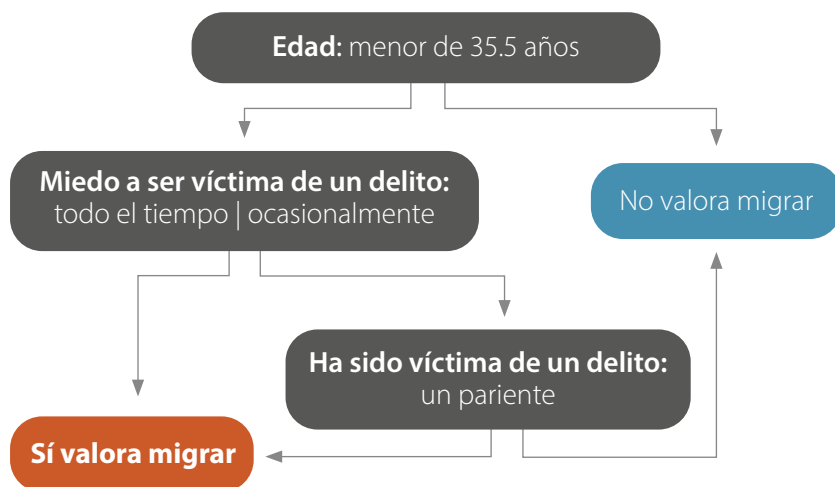 Edad: menor de 35.5 años
Miedo a ser víctima de un delito:
todo el tiempo | ocasionalmente
No valora migrar
Ha sido víctima de un delito:
un pariente
Sí valora migrar